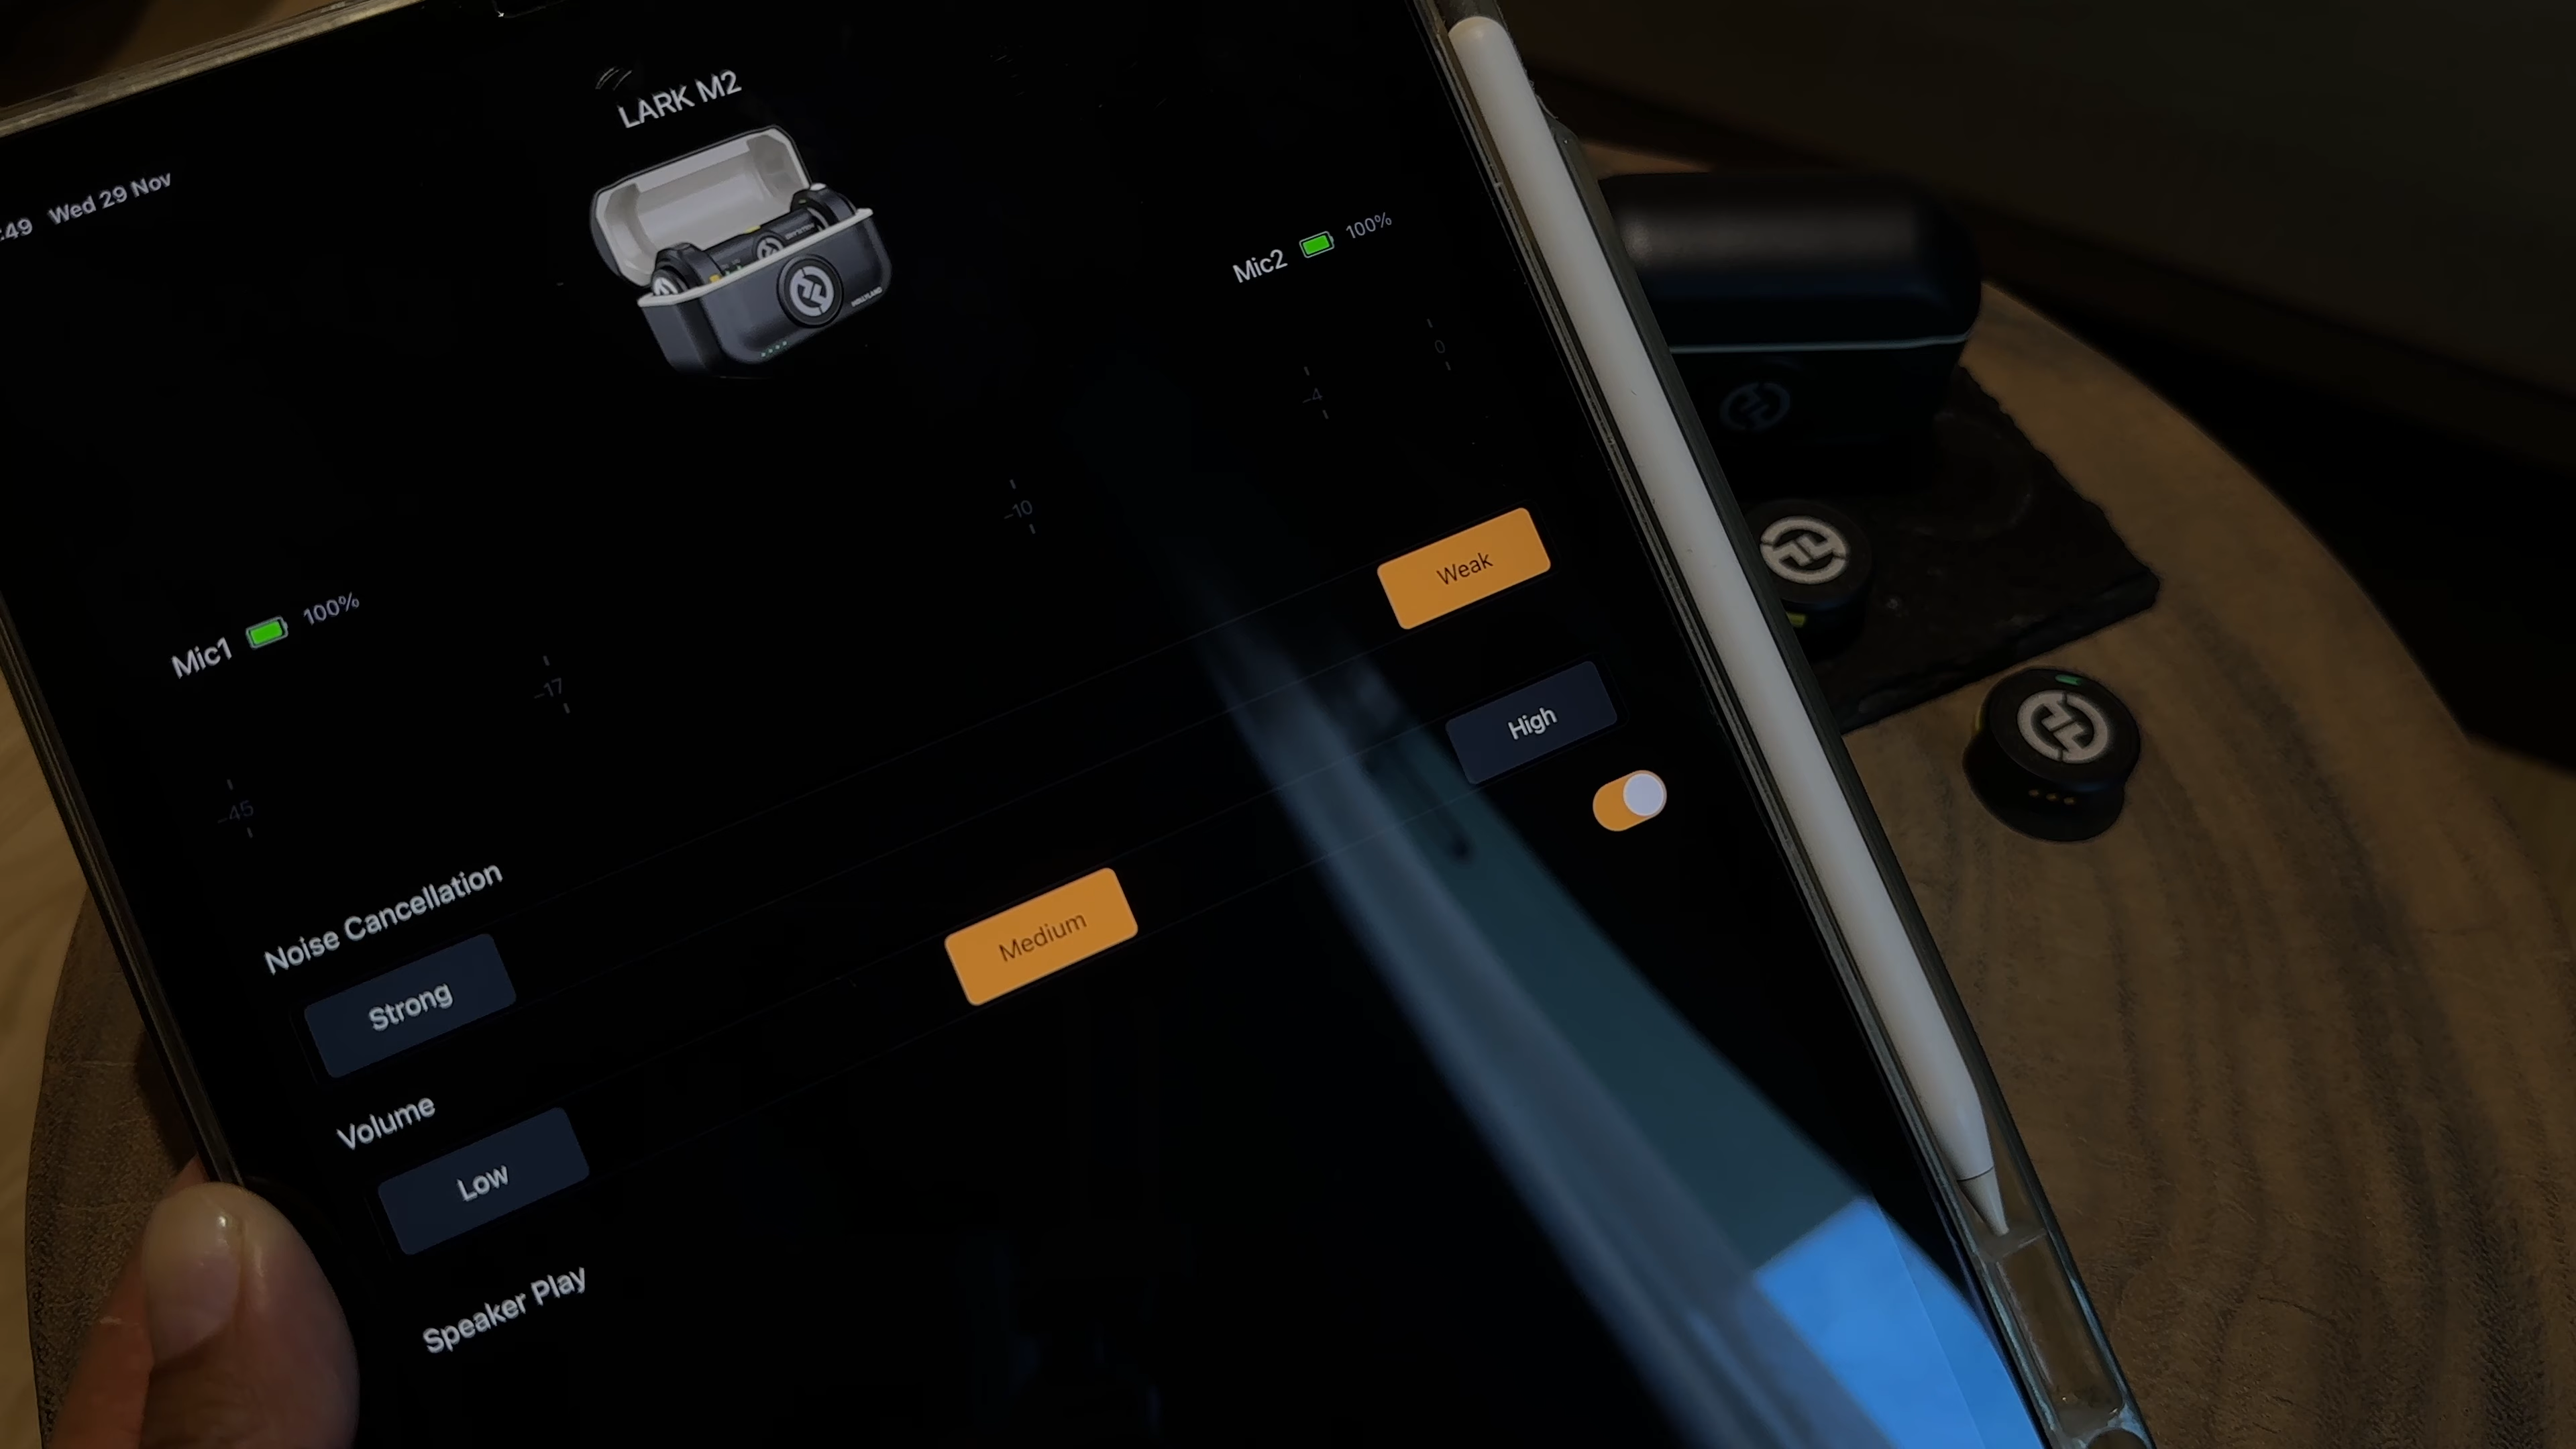 :49 Wed 29 Nov
LARK M2
Mic1 100%
Mic2 100%
-45
-17
-10
-4
0
Noise Cancellation
Strong
Weak
Volume
Low
Medium
High
Speaker Play